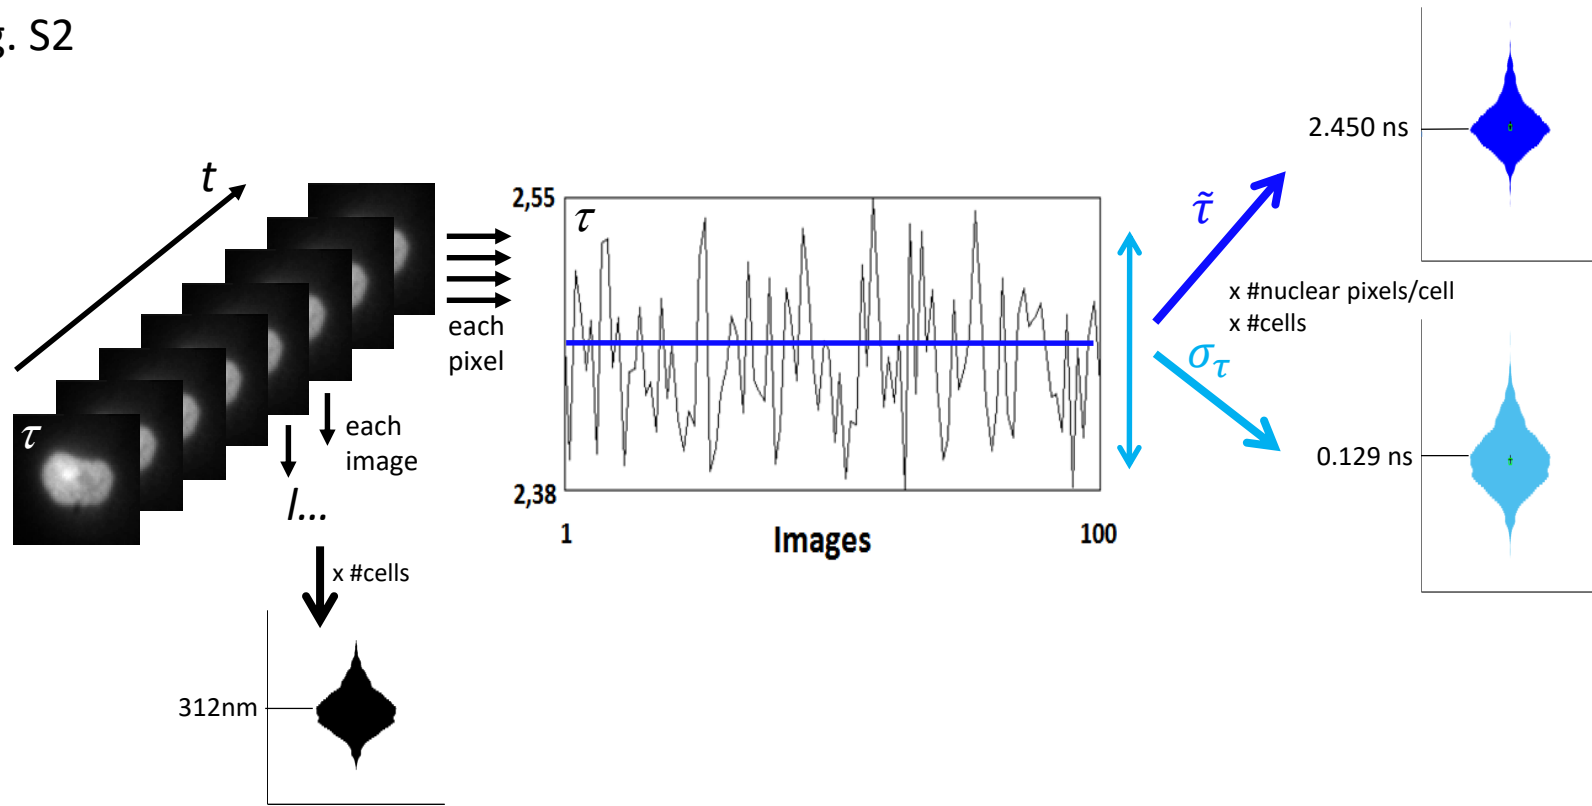 g. S2
t
τ
each
pixel
each
image
l...
x #cells
312nm
2,55
τ
2,38
1
Images
100
τ̃
σ_τ
x #nuclear pixels/cell
x #cells
2.450 ns
0.129 ns